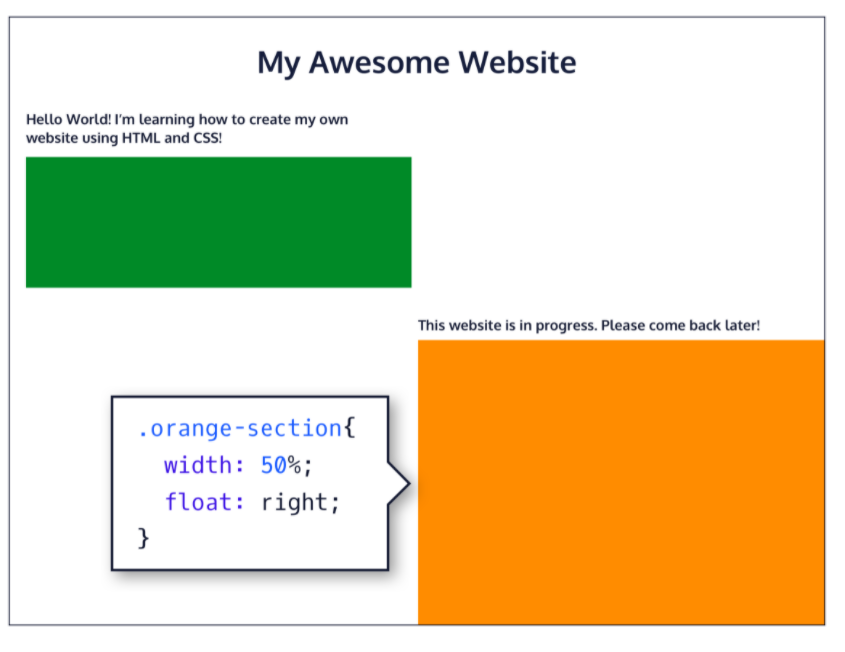 My Awesome Website
Hello World! I'm learning how to create my own
website using HTML and CSS!
This website is in progress. Please come back later!
.orange-section{
width: 50%;
float: right;
}